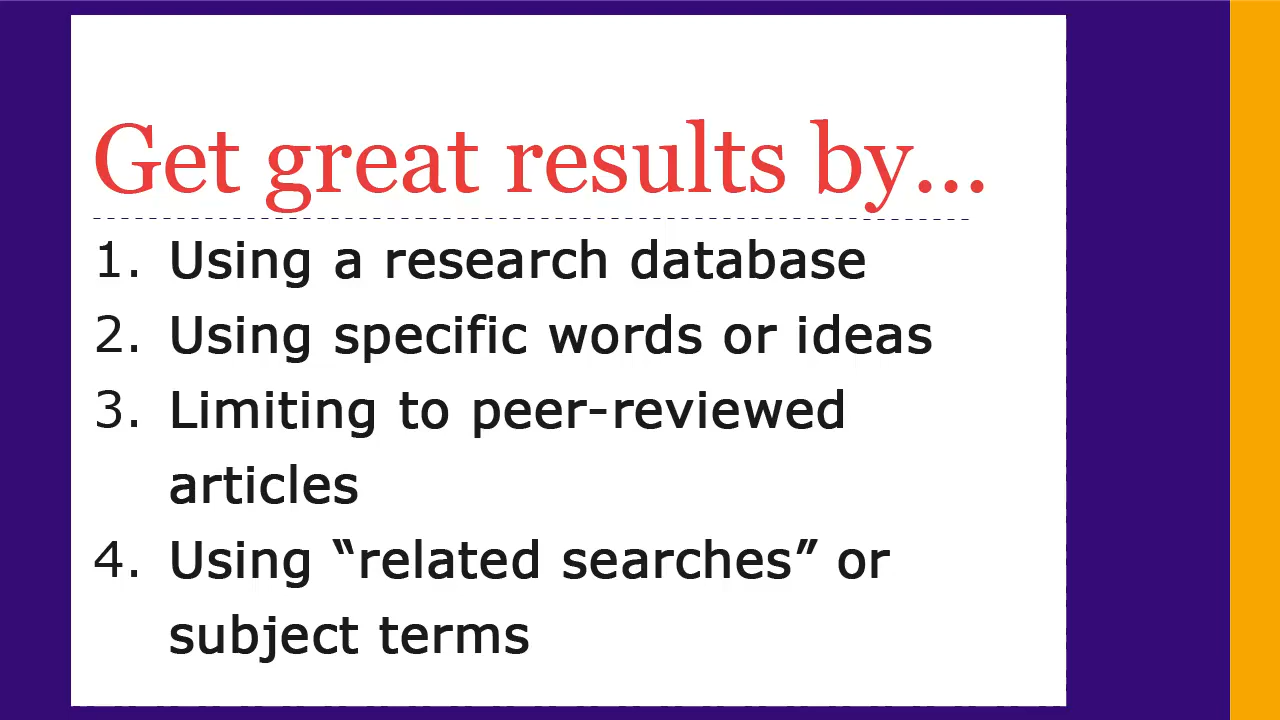 Get great results by...
1. Using a research database
2. Using specific words or ideas
3. Limiting to peer-reviewed
articles
4. Using “related searches” or
subject terms